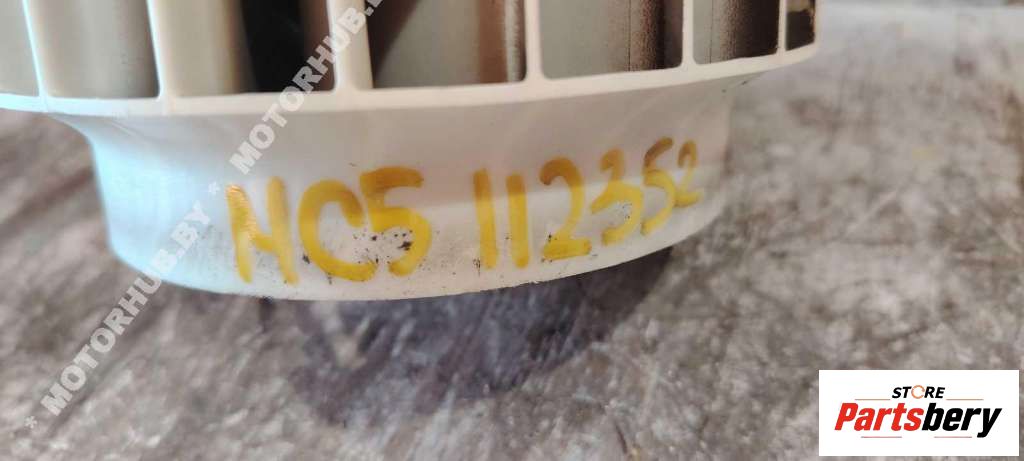 * MOTORHUB.BY * MOTORHUB.BY
HC5 112352
STORE
Partsbery